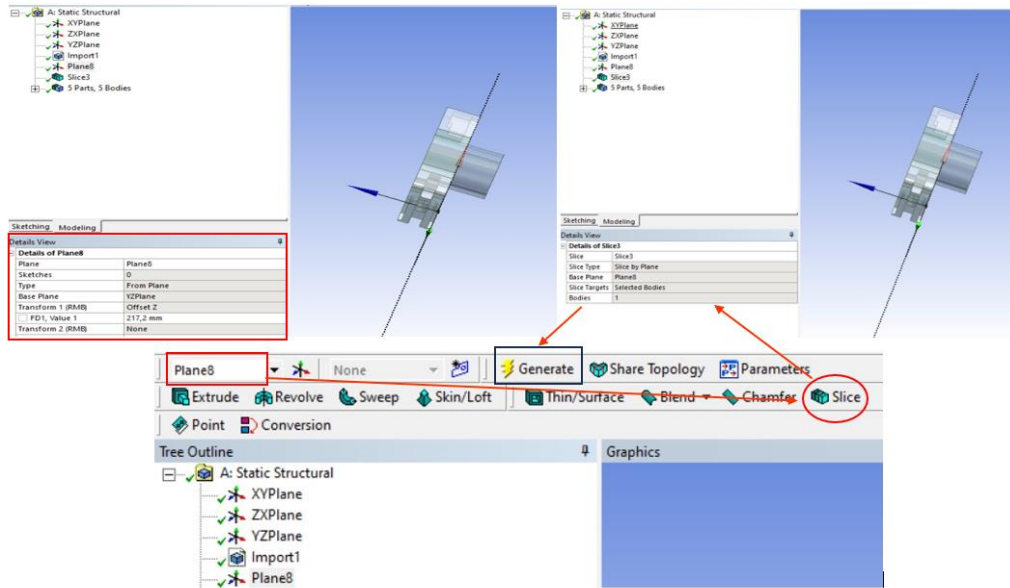 A: Static Structural
XYPlane
ZXPlane
YZPlane
Import1
Plane8
Slice3
5 Parts, 5 Bodies
Sketching Modeling
Details View
Details of Plane8
Plane Plane8
Sketches 0
Type From Plane
Base Plane YZPlane
Transform 1 (RMB) Offset Z
FD1, Value 1 217,2 mm
Transform 2 (RMB) None
A: Static Structural
XYPlane
ZXPlane
YZPlane
Import1
Plane8
Slice3
5 Parts, 5 Bodies
Sketching Modeling
Details View
Details of Slice3
Slice Slice3
Slice Type Slice by Plane
Base Plane Plane8
Slice Targets Selected Bodies
Bodies 1
Plane8 None Generate Share Topology Parameters
Extrude Revolve Sweep Skin/Loft Thin/Surface Blend Chamfer Slice
Point Conversion
Tree Outline Graphics
A: Static Structural
XYPlane
ZXPlane
YZPlane
Import1
Plane8